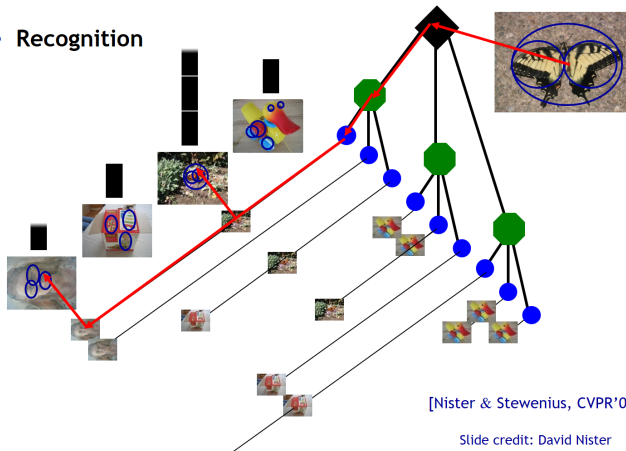 Recognition
[Nister & Stewenius, CVPR'0
Slide credit: David Nister